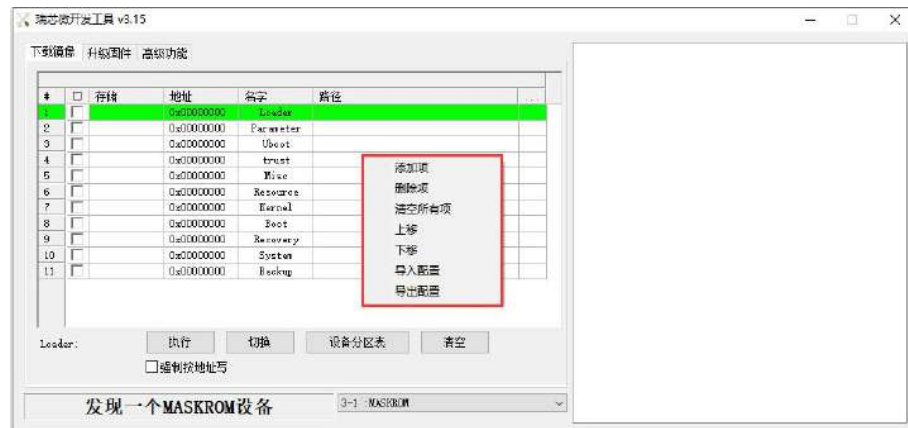 瑞芯微开发工具 v3.15
下载镜像 升级固件 高级功能
# 存储 地址 名字 路径 ...
1 0x00000000 Loader
2 0x00000000 Parameter
3 0x00000000 Uboot
4 0x00000000 trust
5 0x00000000 Misc
6 0x00000000 Resource
7 0x00000000 Kernel
8 0x00000000 Boot
9 0x00000000 Recovery
10 0x00000000 System
11 0x00000000 Backup
添加项
删除项
清空所有项
上移
下移
导入配置
导出配置
Loader: 执行 切换 设备分区表 清空
强制按地址写
发现一个MASKROM设备 3-1 :MASKROM